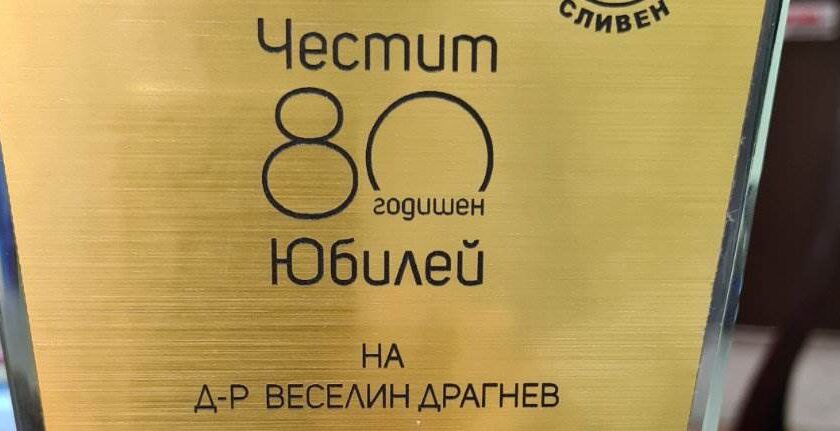 СЛИВЕН
Честит
80
годишен
Юбилей
НА
Д-Р ВЕСЕЛИН ДРАГНЕВ